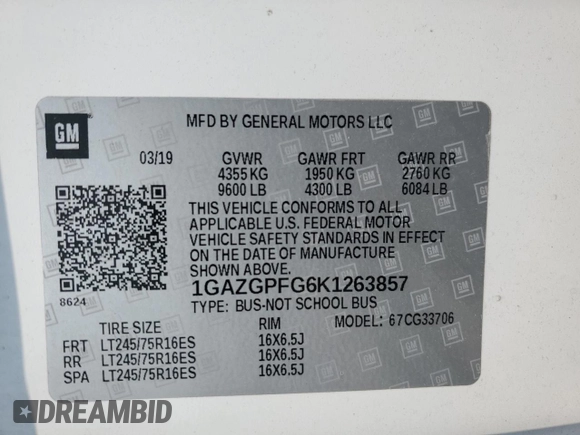 GM
MFD BY GENERAL MOTORS LLC
03/19 GVWR GAWR FRT GAWR RR
4355 KG 1950 KG 2760 KG
9600 LB 4300 LB 6084 LB
THIS VEHICLE CONFORMS TO ALL
APPLICABLE U.S. FEDERAL MOTOR
VEHICLE SAFETY STANDARDS IN EFFECT
ON THE DATE OF MANUFACTURE
SHOWN ABOVE.
8624
1GAZGPFG6K1263857
TYPE: BUS-NOT SCHOOL BUS
TIRE SIZE RIM MODEL: 67CG33706
FRT LT245/75R16ES 16X6.5J
RR LT245/75R16ES 16X6.5J
SPA LT245/75R16ES 16X6.5J
DREAMBID